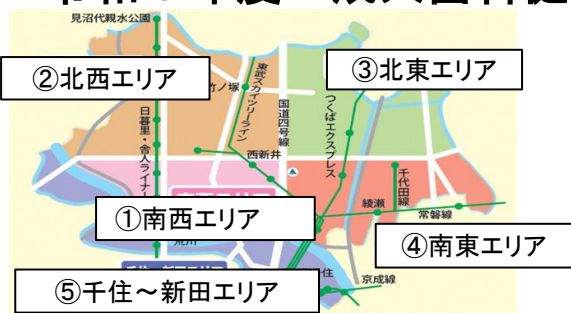 見沼代親水公園
②北西エリア
③北東エリア
竹ノ塚
東武スカイツリーライン
国道四号線
つくばエクスプレス
日暮里・舎人ライナー
西新井
千代田線
①南西エリア
綾瀬
常磐線
④南東エリア
荒川
⑤千住～新田エリア
住
京成線